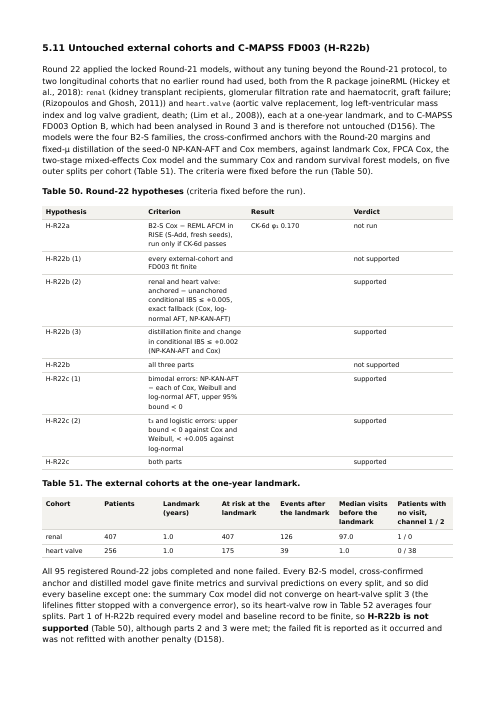 5.11 Untouched external cohorts and C-MAPSS FD003 (H-R22b)
Round 22 applied the locked Round-21 models, without any tuning beyond the Round-21 protocol, to
two longitudinal cohorts that no earlier round had used, both from the R package joineRML (Hickey et
al., 2018): renal (kidney transplant recipients, glomerular filtration rate and haematocrit, graft failure;
(Rizopoulos and Ghosh, 2011)) and heart.valve (aortic valve replacement, log left-ventricular mass
index and log valve gradient, death; (Lim et al., 2008)), each at a one-year landmark, and to C-MAPSS
FD003 Option B, which had been analysed in Round 3 and is therefore not untouched (D156). The
models were the four B2-S families, the cross-confirmed anchors with the Round-20 margins and
fixed-μ distillation of the seed-0 NP-KAN-AFT and Cox members, against landmark Cox, FPCA Cox, the
two-stage mixed-effects Cox model and the summary Cox and random survival forest models, on five
outer splits per cohort (Table 51). The criteria were fixed before the run (Table 50).
Table 50. Round-22 hypotheses (criteria fixed before the run).
Hypothesis Criterion Result Verdict
H-R22a B2-S Cox − REML AFCM in CK-6d φ₁ 0.170 not run
RISE (S-Add, fresh seeds),
run only if CK-6d passes
H-R22b (1) every external-cohort and not supported
FD003 fit finite
H-R22b (2) renal and heart valve: supported
anchored − unanchored
conditional IBS ≤ +0.005,
exact fallback (Cox, log-
normal AFT, NP-KAN-AFT)
H-R22b (3) distillation finite and change supported
in conditional IBS ≤ +0.002
(NP-KAN-AFT and Cox)
H-R22b all three parts not supported
H-R22c (1) bimodal errors: NP-KAN-AFT supported
− each of Cox, Weibull and
log-normal AFT, upper 95%
bound < 0
H-R22c (2) t₃ and logistic errors: upper supported
bound < 0 against Cox and
Weibull, < +0.005 against
log-normal
H-R22c both parts supported
Table 51. The external cohorts at the one-year landmark.
Cohort Patients Landmark At risk at the Events after Median visits Patients with
(years) landmark the landmark before the no visit,
landmark channel 1 / 2
renal 407 1.0 407 126 97.0 1 / 0
heart valve 256 1.0 175 39 1.0 0 / 38
All 95 registered Round-22 jobs completed and none failed. Every B2-S model, cross-confirmed
anchor and distilled model gave finite metrics and survival predictions on every split, and so did
every baseline except one: the summary Cox model did not converge on heart-valve split 3 (the
lifelines fitter stopped with a convergence error), so its heart-valve row in Table 52 averages four
splits. Part 1 of H-R22b required every model and baseline record to be finite, so H-R22b is not
supported (Table 50), although parts 2 and 3 were met; the failed fit is reported as it occurred and
was not refitted with another penalty (D158).